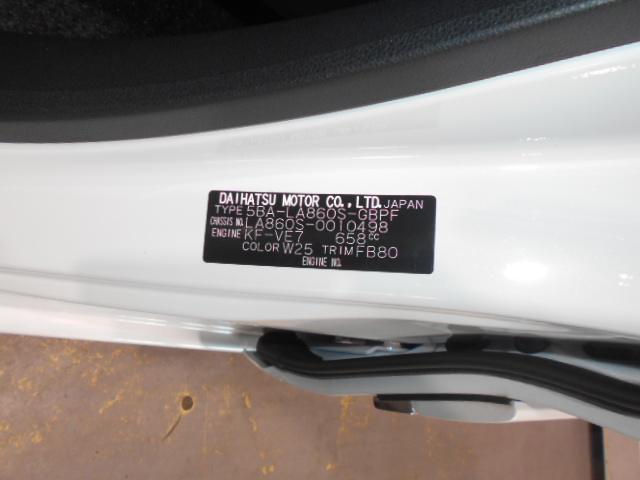 DAIHATSU MOTOR CO., LTD. JAPAN
TYPE 5BA-LA860S-GBPF
CHASSIS NO. LA860S-0010498
ENGINE KF-VE7 658cc
COLOR W25 TRIM FB80
ENGINE NO.